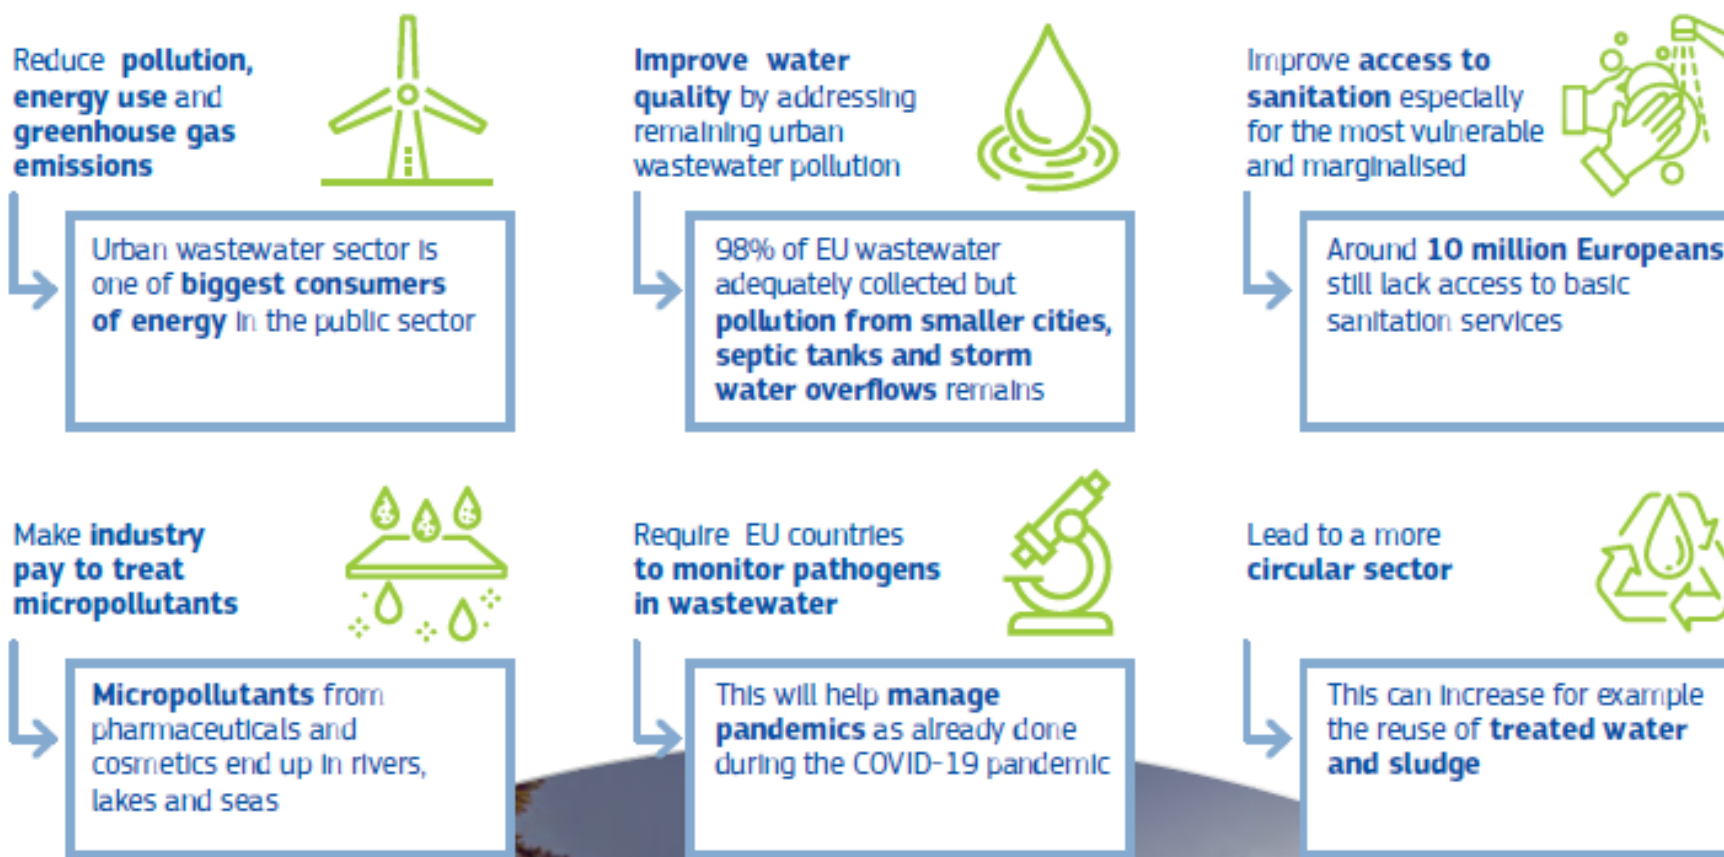 Reduce pollution,
energy use and
greenhouse gas
emissions
Urban wastewater sector is
one of biggest consumers
of energy in the public sector
Improve water
quality by addressing
remaining urban
wastewater pollution
98% of EU wastewater
adequately collected but
pollution from smaller cities,
septic tanks and storm
water overflows remains
Improve access to
sanitation especially
for the most vulnerable
and marginalised
Around 10 million Europeans
still lack access to basic
sanitation services
Make industry
pay to treat
micropollutants
Micropollutants from
pharmaceuticals and
cosmetics end up in rivers,
lakes and seas
Require EU countries
to monitor pathogens
in wastewater
This will help manage
pandemics as already done
during the COVID-19 pandemic
Lead to a more
circular sector
This can increase for example
the reuse of treated water
and sludge